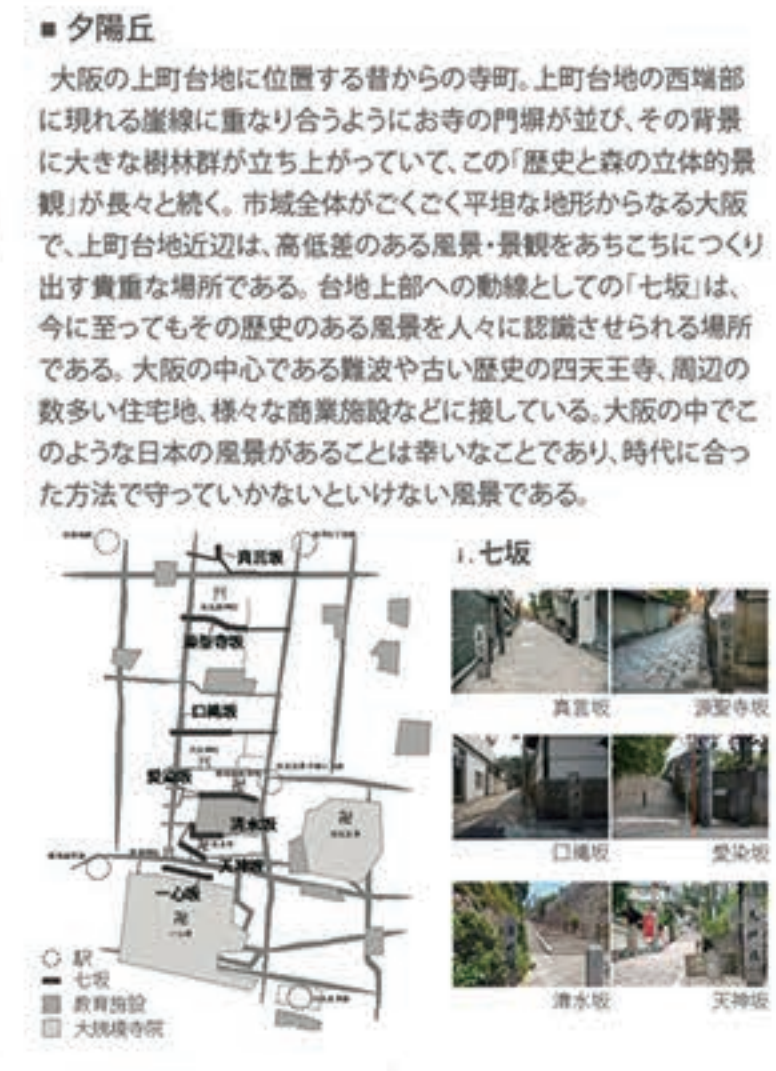 ■ 夕陽丘
大阪の上町台地に位置する昔からの寺町。上町台地の西端部
に現れる崖線に重なり合うようにお寺の門塀が並び、その背景
に大きな樹林群が立ち上がっていて、この「歴史と森の立体的景
観」が長々と続く。市域全体がごくごく平坦な地形からなる大阪
で、上町台地近辺は、高低差のある風景・景観をあちこちにつくり
出す貴重な場所である。台地上部への動線としての「七坂」は、
今に至ってもその歴史のある風景を人々に認識させられる場所
である。大阪の中心である難波や古い歴史の四天王寺、周辺の
数多い住宅地、様々な商業施設などに接している。大阪の中でこ
のような日本の風景があることは幸いなことであり、時代に合っ
た方法で守っていかないといけない風景である。
真言坂
源聖寺坂
口縄坂
愛染坂
清水坂
天神坂
一心坂
駅
七坂
教育施設
大規模寺院
i. 七坂
真言坂 源聖寺坂
口縄坂 愛染坂
清水坂 天神坂